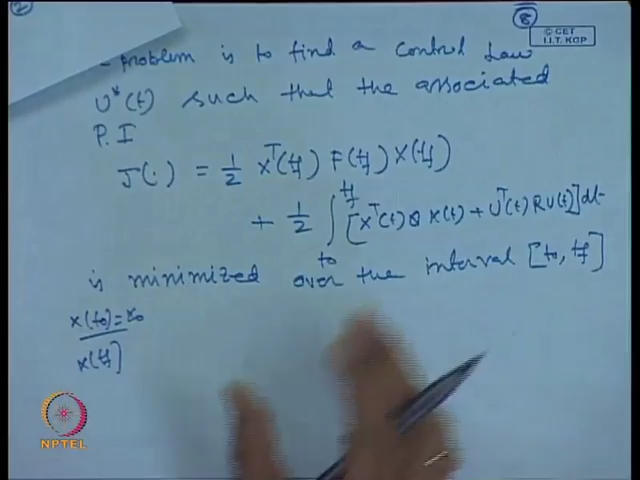 2
8
© CET
I.I.T. KGP
- problem is to find a control law
U*(t) such that the associated
P.I
J(.) = 1/2 X^T(tf) F(tf) X(tf)
+ 1/2 ∫_{t0}^{tf} [X^T(t) Q X(t) + U^T(t) R U(t)] dt
is minimized over the interval [t0, tf]
x(t0) = x0
x(tf)
NPTEL